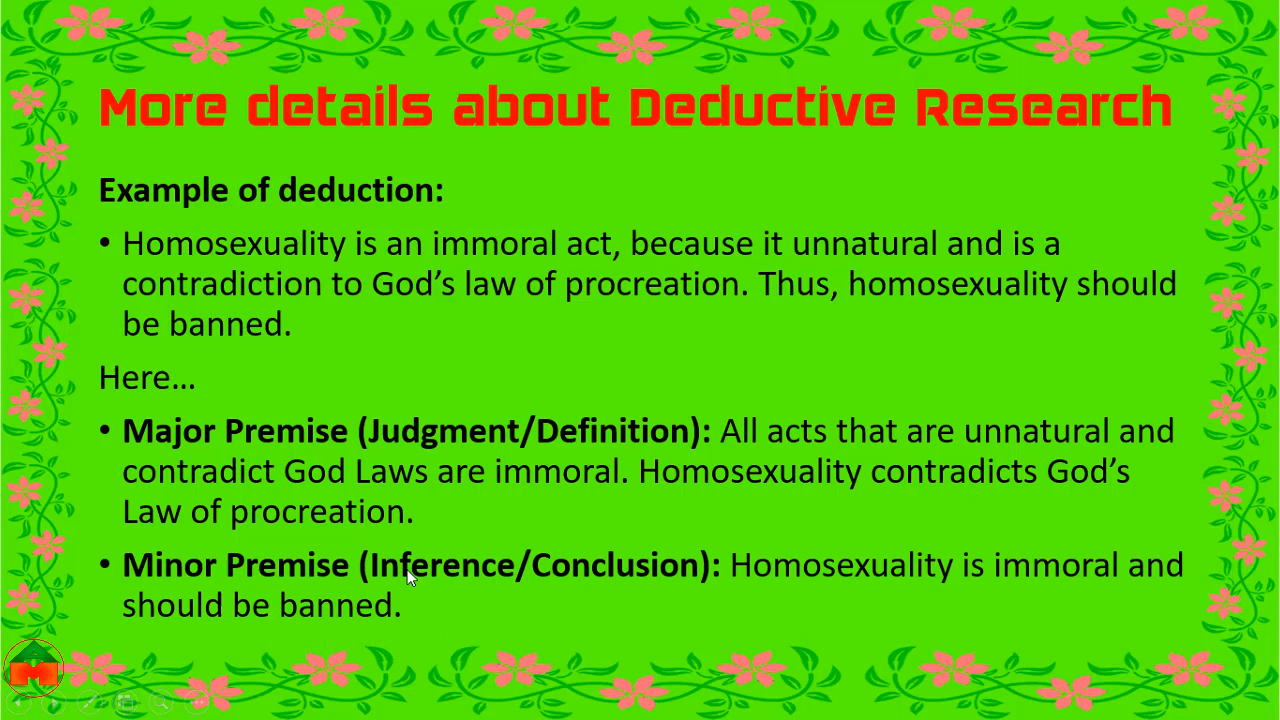 More details about Deductive Research
Example of deduction:
• Homosexuality is an immoral act, because it unnatural and is a
contradiction to God’s law of procreation. Thus, homosexuality should
be banned.
Here…
• Major Premise (Judgment/Definition): All acts that are unnatural and
contradict God Laws are immoral. Homosexuality contradicts God’s
Law of procreation.
• Minor Premise (Inference/Conclusion): Homosexuality is immoral and
should be banned.
M